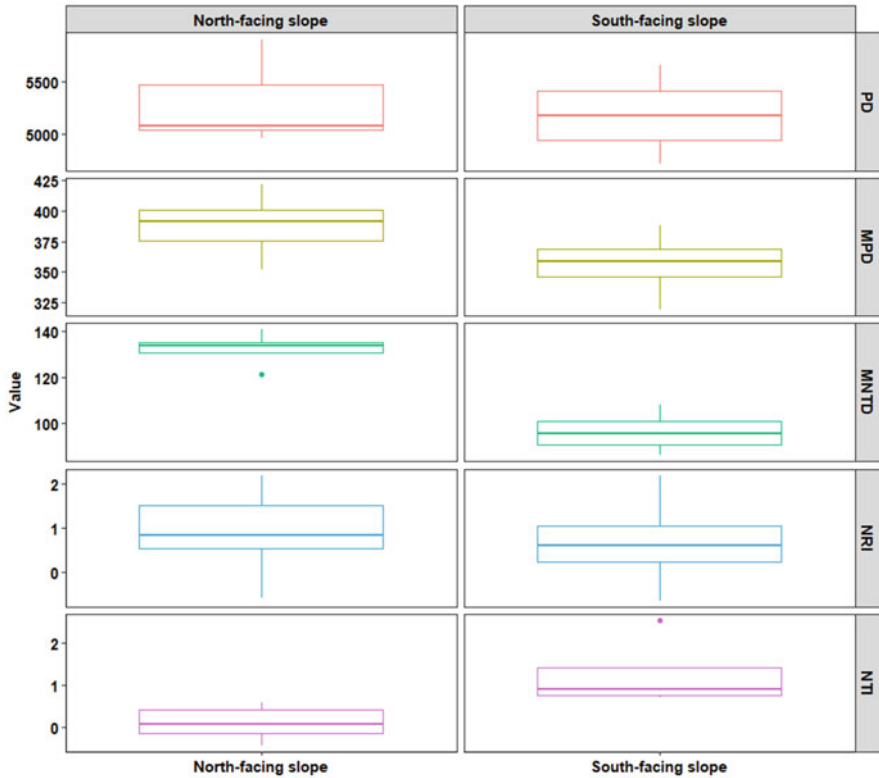 North-facing slope South-facing slope
5500
5000
PD
425
400
375
350
325
MPD
140
120
100
MNTD
Value
2
1
0
NRI
2
1
0
NTI
North-facing slope South-facing slope